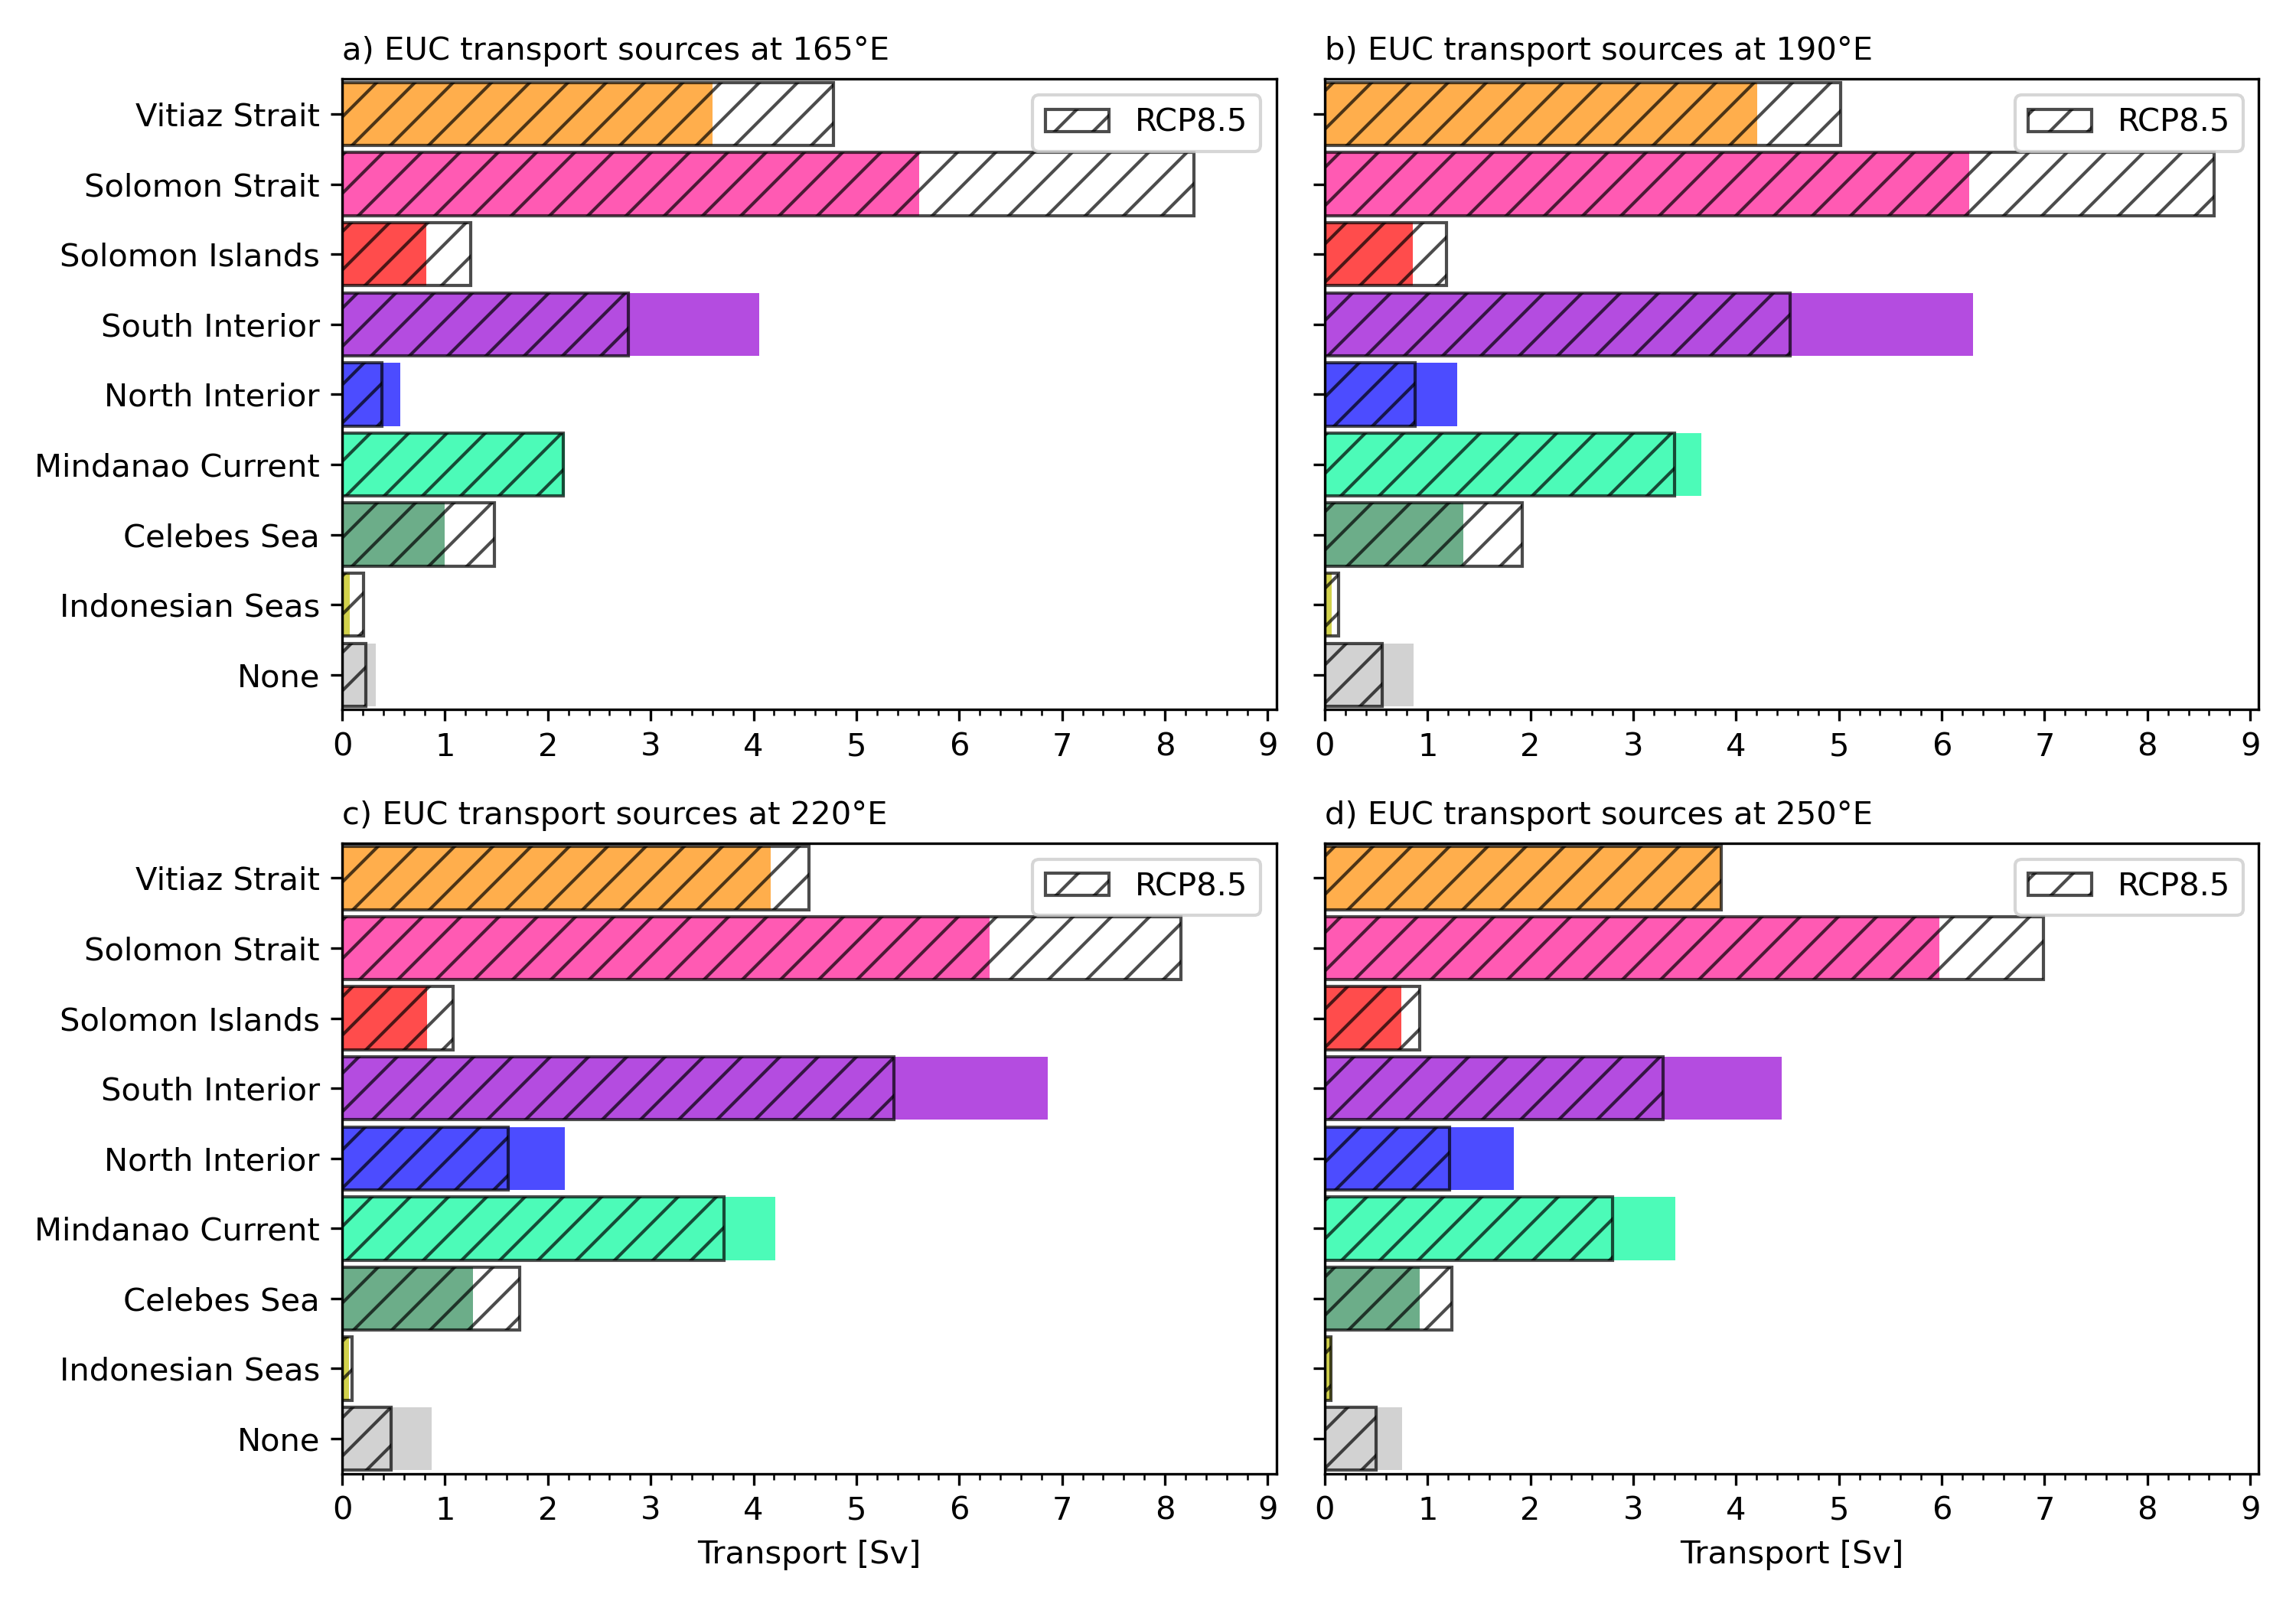 a) EUC transport sources at 165°E
b) EUC transport sources at 190°E
Vitiaz Strait
Solomon Strait
Solomon Islands
South Interior
North Interior
Mindanao Current
Celebes Sea
Indonesian Seas
None
RCP8.5
RCP8.5
0 1 2 3 4 5 6 7 8 9
0 1 2 3 4 5 6 7 8 9
c) EUC transport sources at 220°E
d) EUC transport sources at 250°E
Vitiaz Strait
Solomon Strait
Solomon Islands
South Interior
North Interior
Mindanao Current
Celebes Sea
Indonesian Seas
None
RCP8.5
RCP8.5
0 1 2 3 4 5 6 7 8 9
0 1 2 3 4 5 6 7 8 9
Transport [Sv]
Transport [Sv]